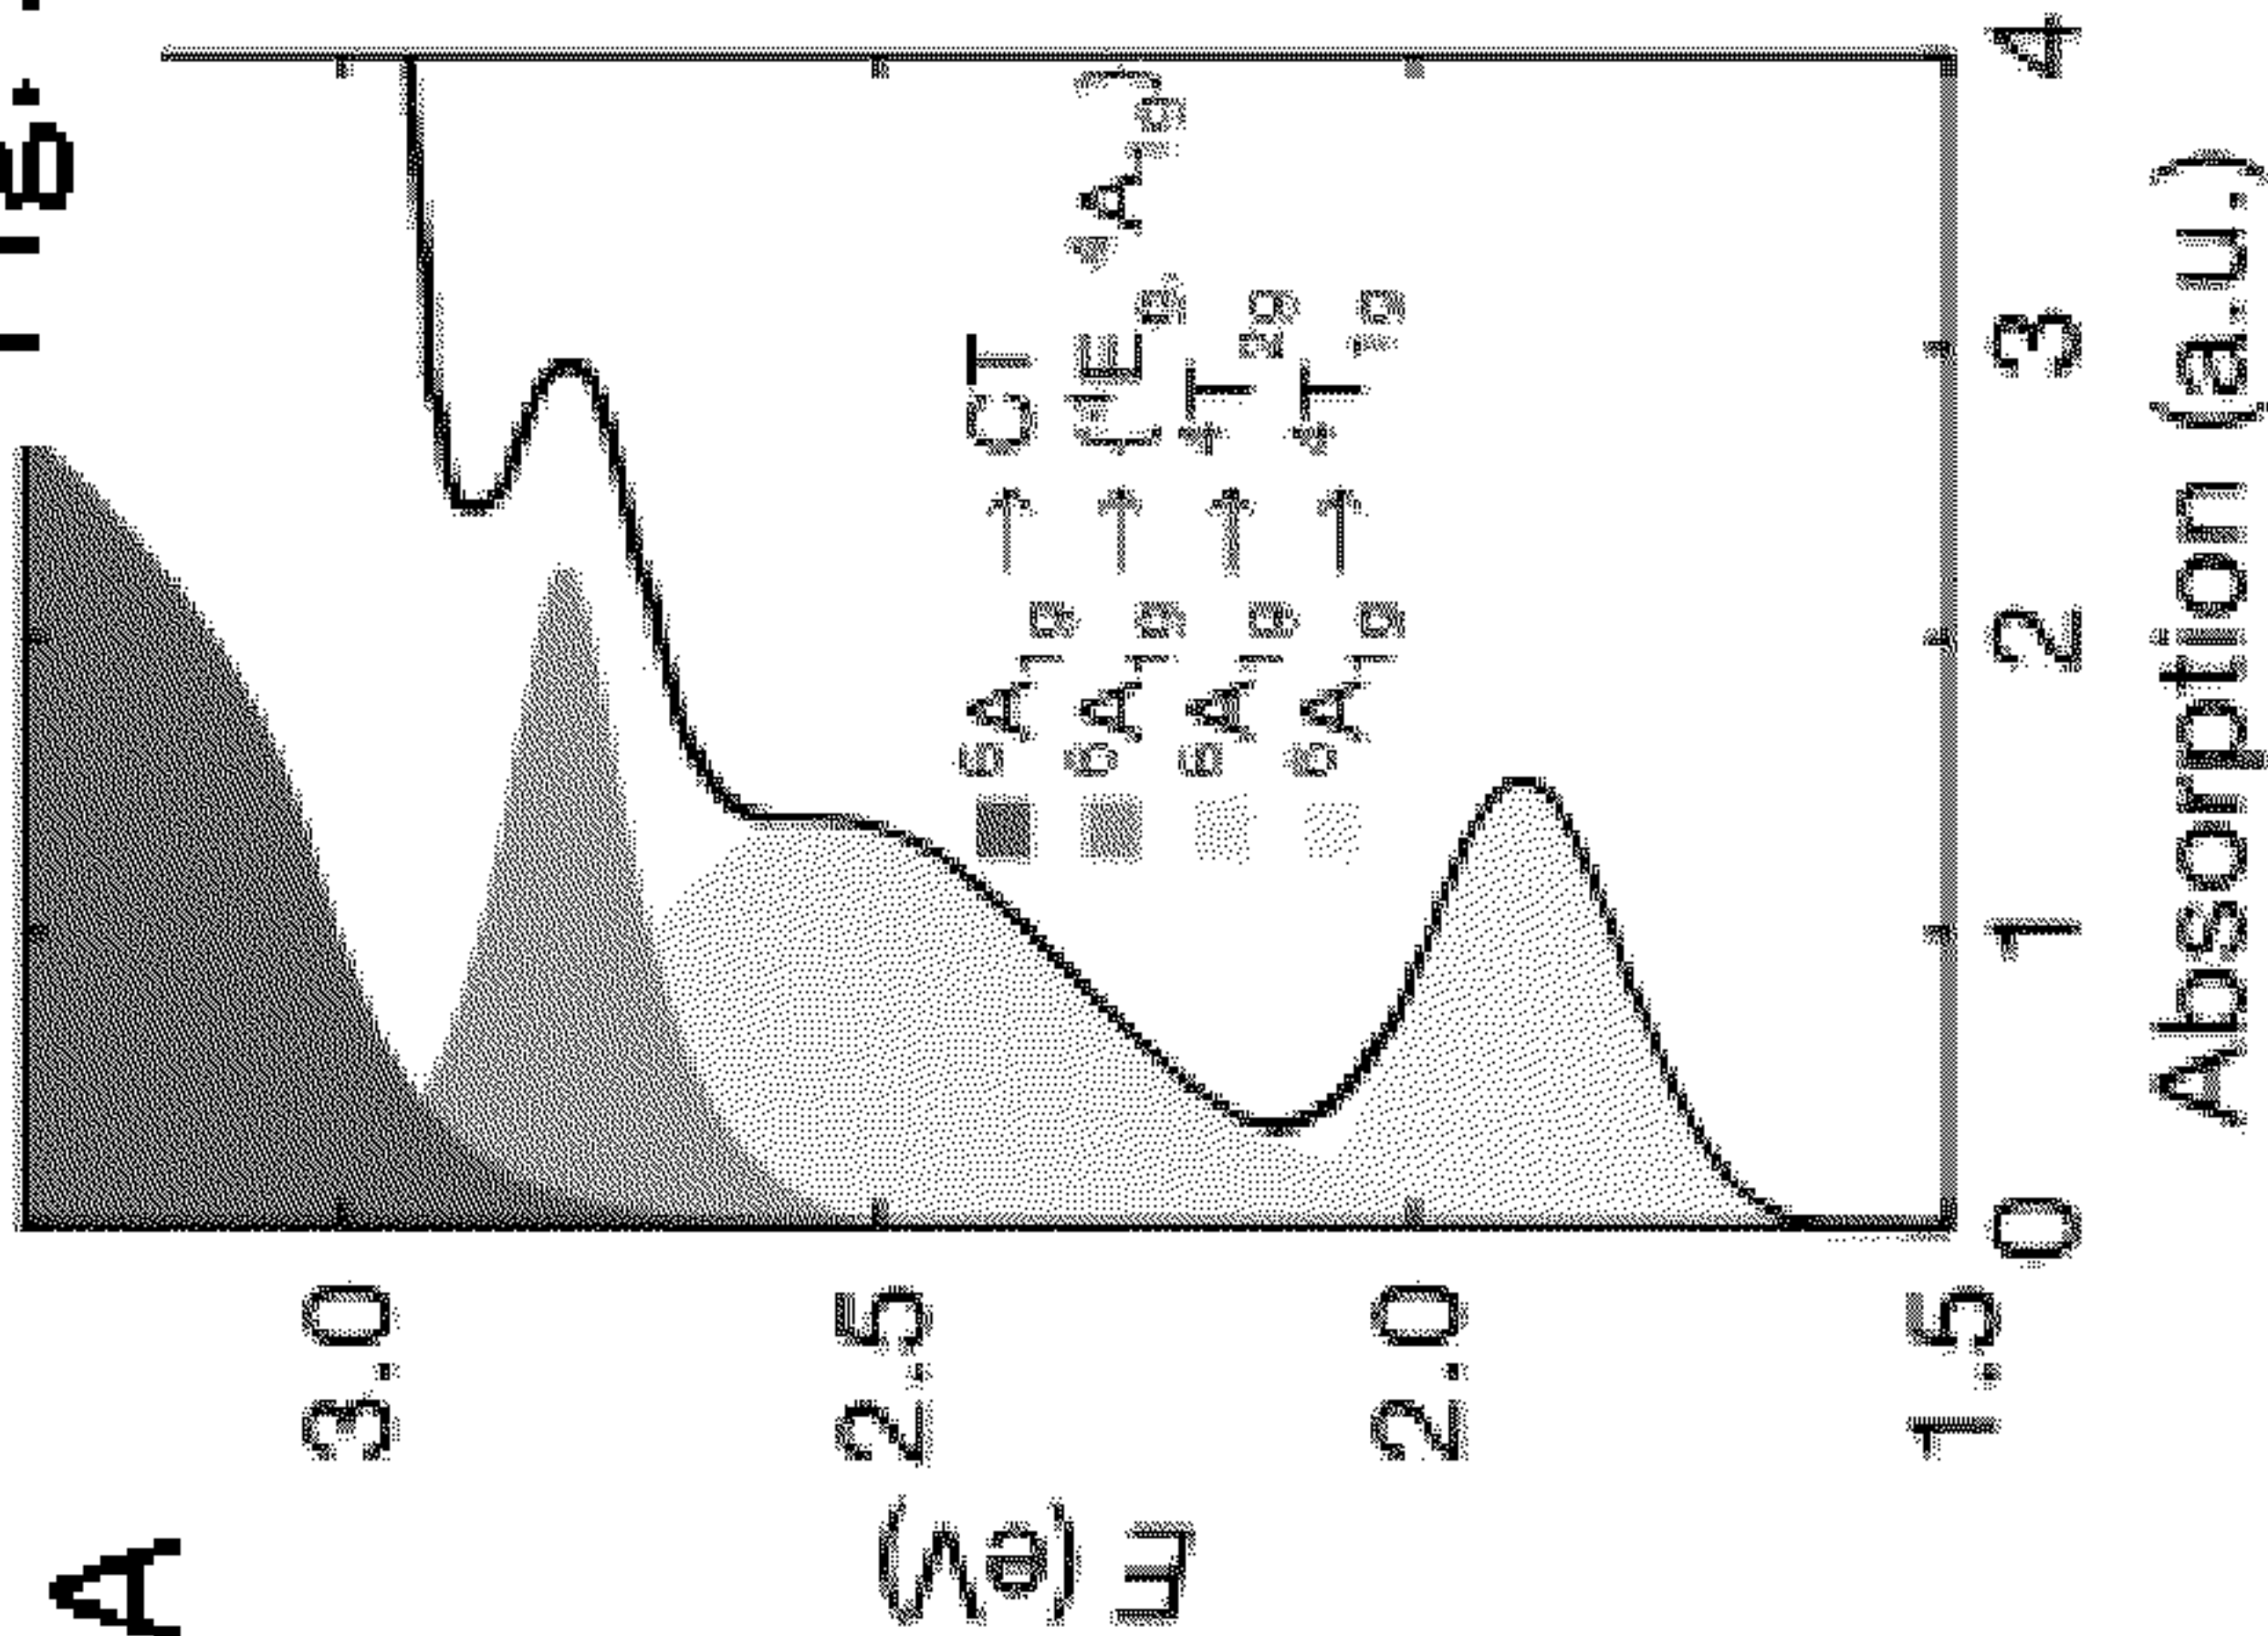 A
3.0
2.5
2.0
1.5
E (eV)
⁶A₁g → CT
⁶A₁g → [⁴Eg, ⁴A₁g]
⁶A₁g → ⁴T₂g
⁶A₁g → ⁴T₁g
0 1 2 3 4
Absorption (a.u.)